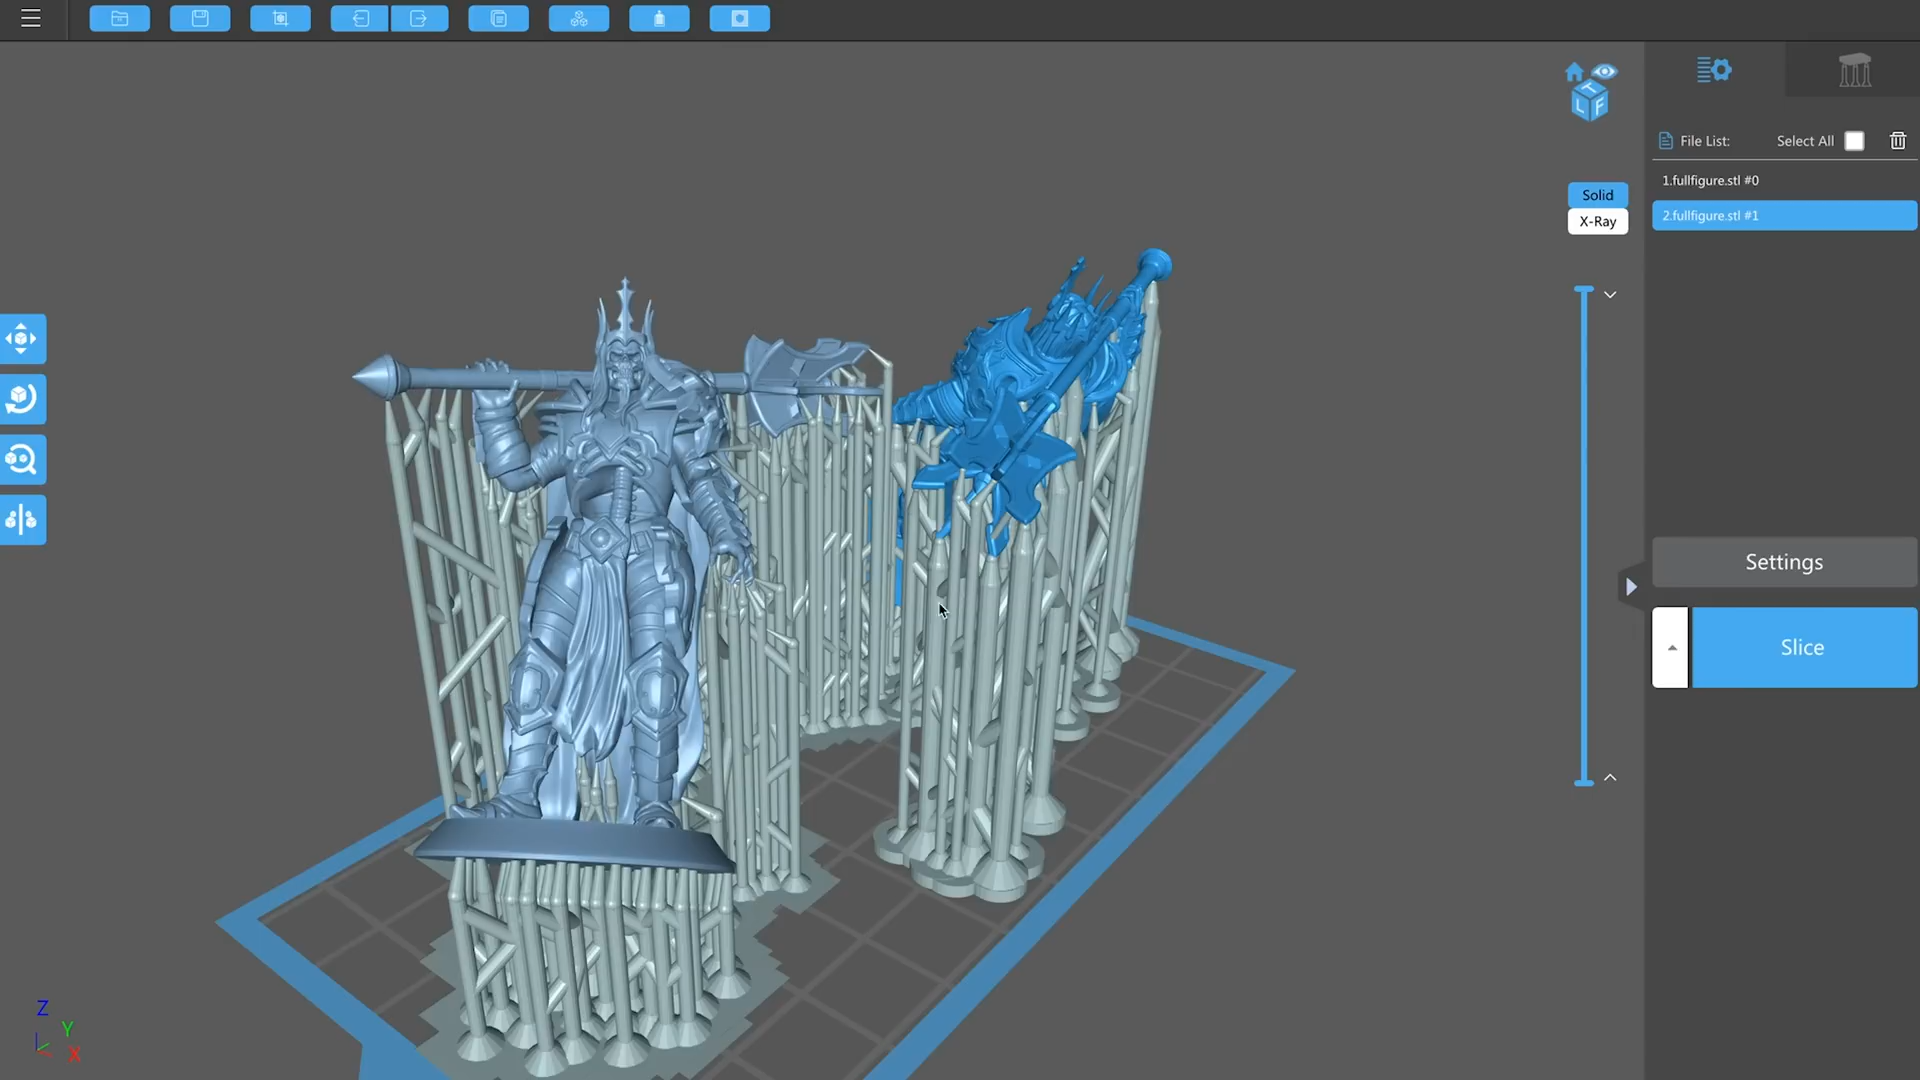 File List:
Select All
1.fullfigure.stl #0
Solid
2.fullfigure.stl #1
X-Ray
Settings
Slice
T
L F
Z
Y
X